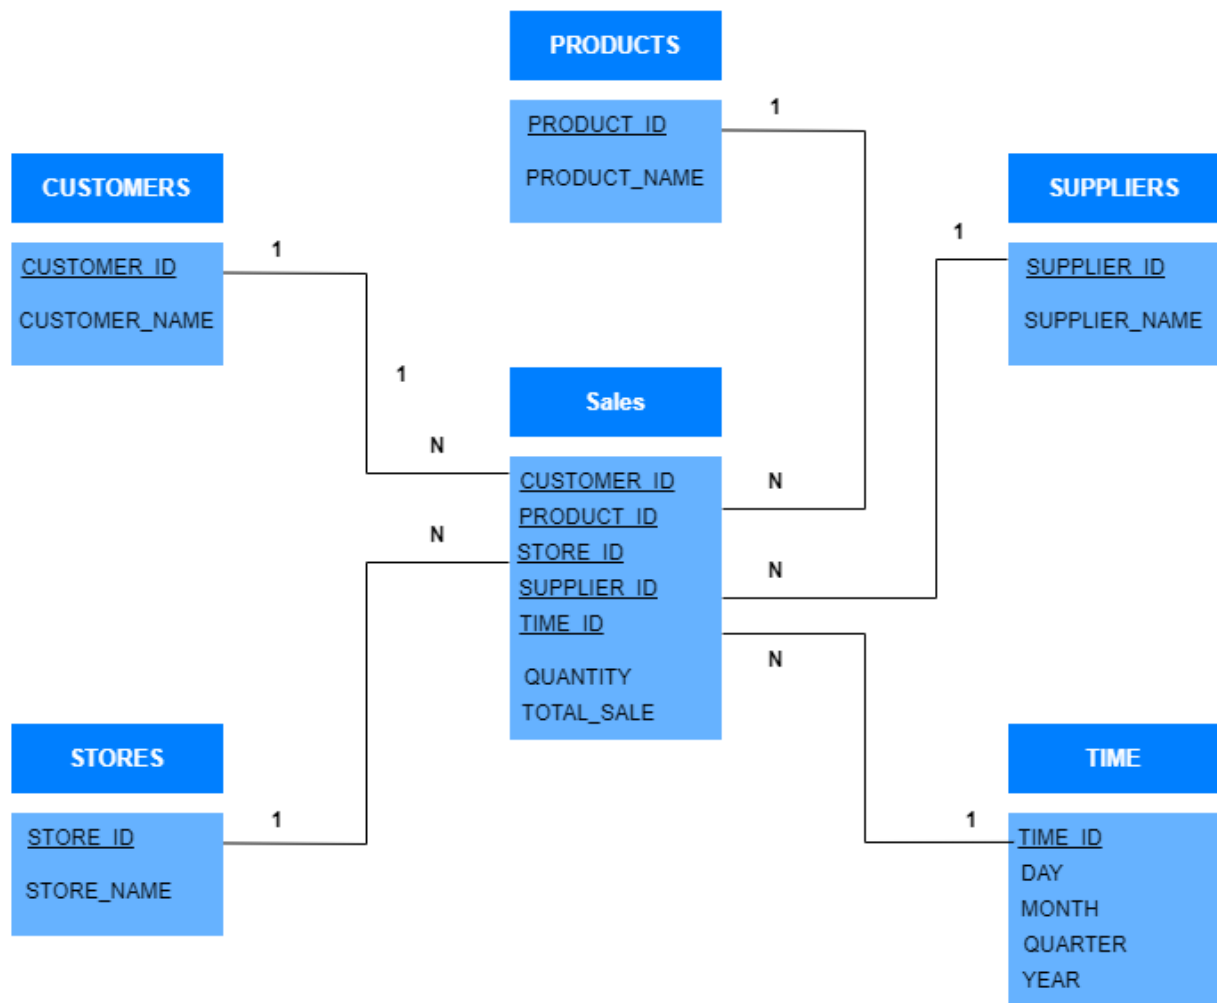 PRODUCTS
PRODUCT_ID
PRODUCT_NAME
1
CUSTOMERS
CUSTOMER_ID
CUSTOMER_NAME
1
SUPPLIERS
SUPPLIER_ID
SUPPLIER_NAME
1
1
N
Sales
CUSTOMER_ID
PRODUCT_ID
STORE_ID
SUPPLIER_ID
TIME_ID
QUANTITY
TOTAL_SALE
N
N
N
N
STORES
STORE_ID
STORE_NAME
1
TIME
TIME_ID
DAY
MONTH
QUARTER
YEAR
1